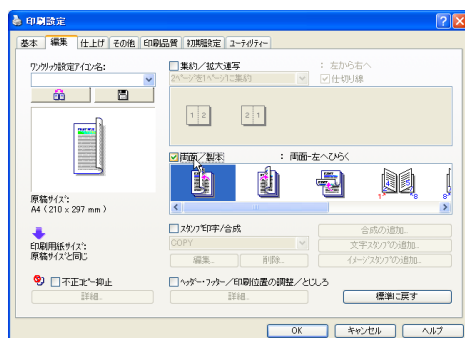 印刷設定
基本 編集 仕上げ その他 印刷品質 初期設定 ユーティリティー
ワンクリック設定アイコン名:
集約/拡大連写
: 左から右へ
2ページを1ページに集約
仕切り線
1 2 2 1
両面/製本
: 両面-左へひらく
原稿サイズ:
A4 ( 210 x 297 mm )
印刷用紙サイズ:
原稿サイズと同じ
スタンプ印字/合成
COPY
編集...
削除...
合成の追加...
文字スタンプの追加...
イメージスタンプの追加...
不正コピー抑止
詳細...
ヘッダー・フッター/印刷位置の調整/とじしろ
詳細...
標準に戻す
OK キャンセル ヘルプ